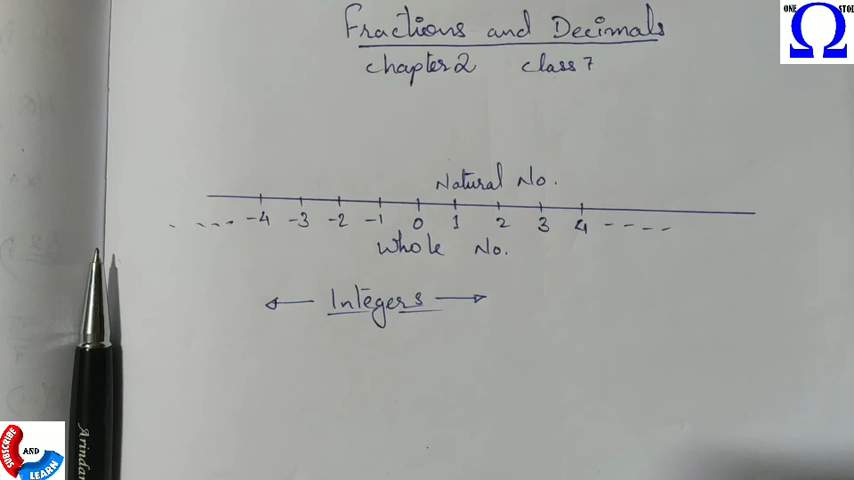 ONE STOP
Fractions and Decimals
Chapter 2 Class 7
Natural No.
---- -4 -3 -2 -1 0 1 2 3 4 ----
Whole No.
Integers
SUBSCRIBE
AND
LEARN
Arindam